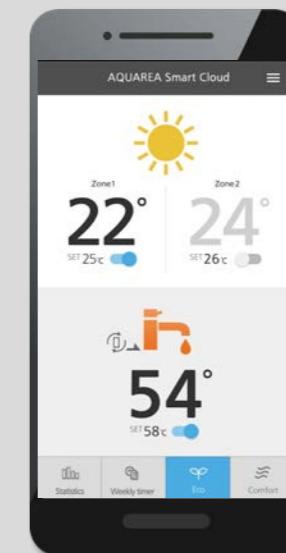 AQUAREA Smart Cloud
Zone1 Zone2
22° 24°
SET 25c SET 26c
54°
SET 58c
Statistics Weekly timer Eco Comfort